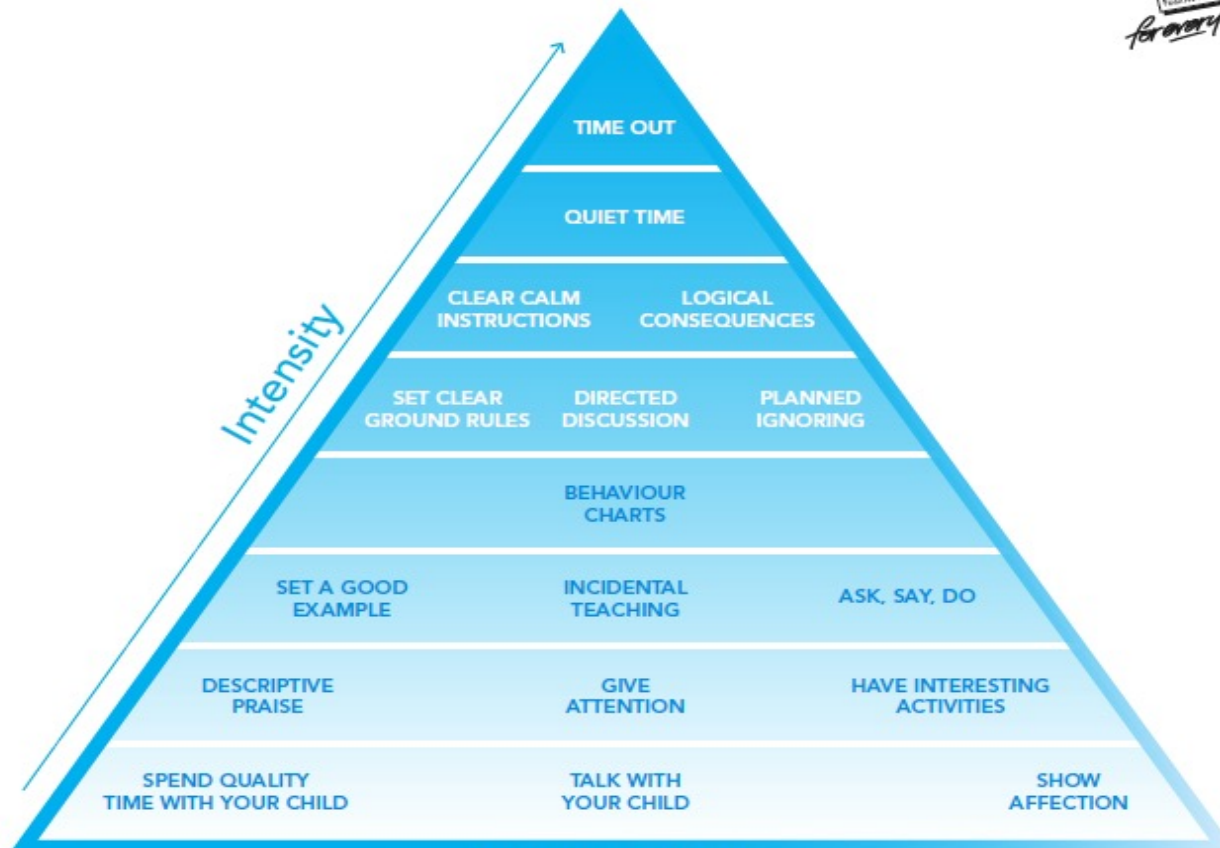 for every
TIME OUT
QUIET TIME
CLEAR CALM
INSTRUCTIONS
LOGICAL
CONSEQUENCES
Intensity
SET CLEAR
GROUND RULES
DIRECTED
DISCUSSION
PLANNED
IGNORING
BEHAVIOUR
CHARTS
SET A GOOD
EXAMPLE
INCIDENTAL
TEACHING
ASK, SAY, DO
DESCRIPTIVE
PRAISE
GIVE
ATTENTION
HAVE INTERESTING
ACTIVITIES
SPEND QUALITY
TIME WITH YOUR CHILD
TALK WITH
YOUR CHILD
SHOW
AFFECTION